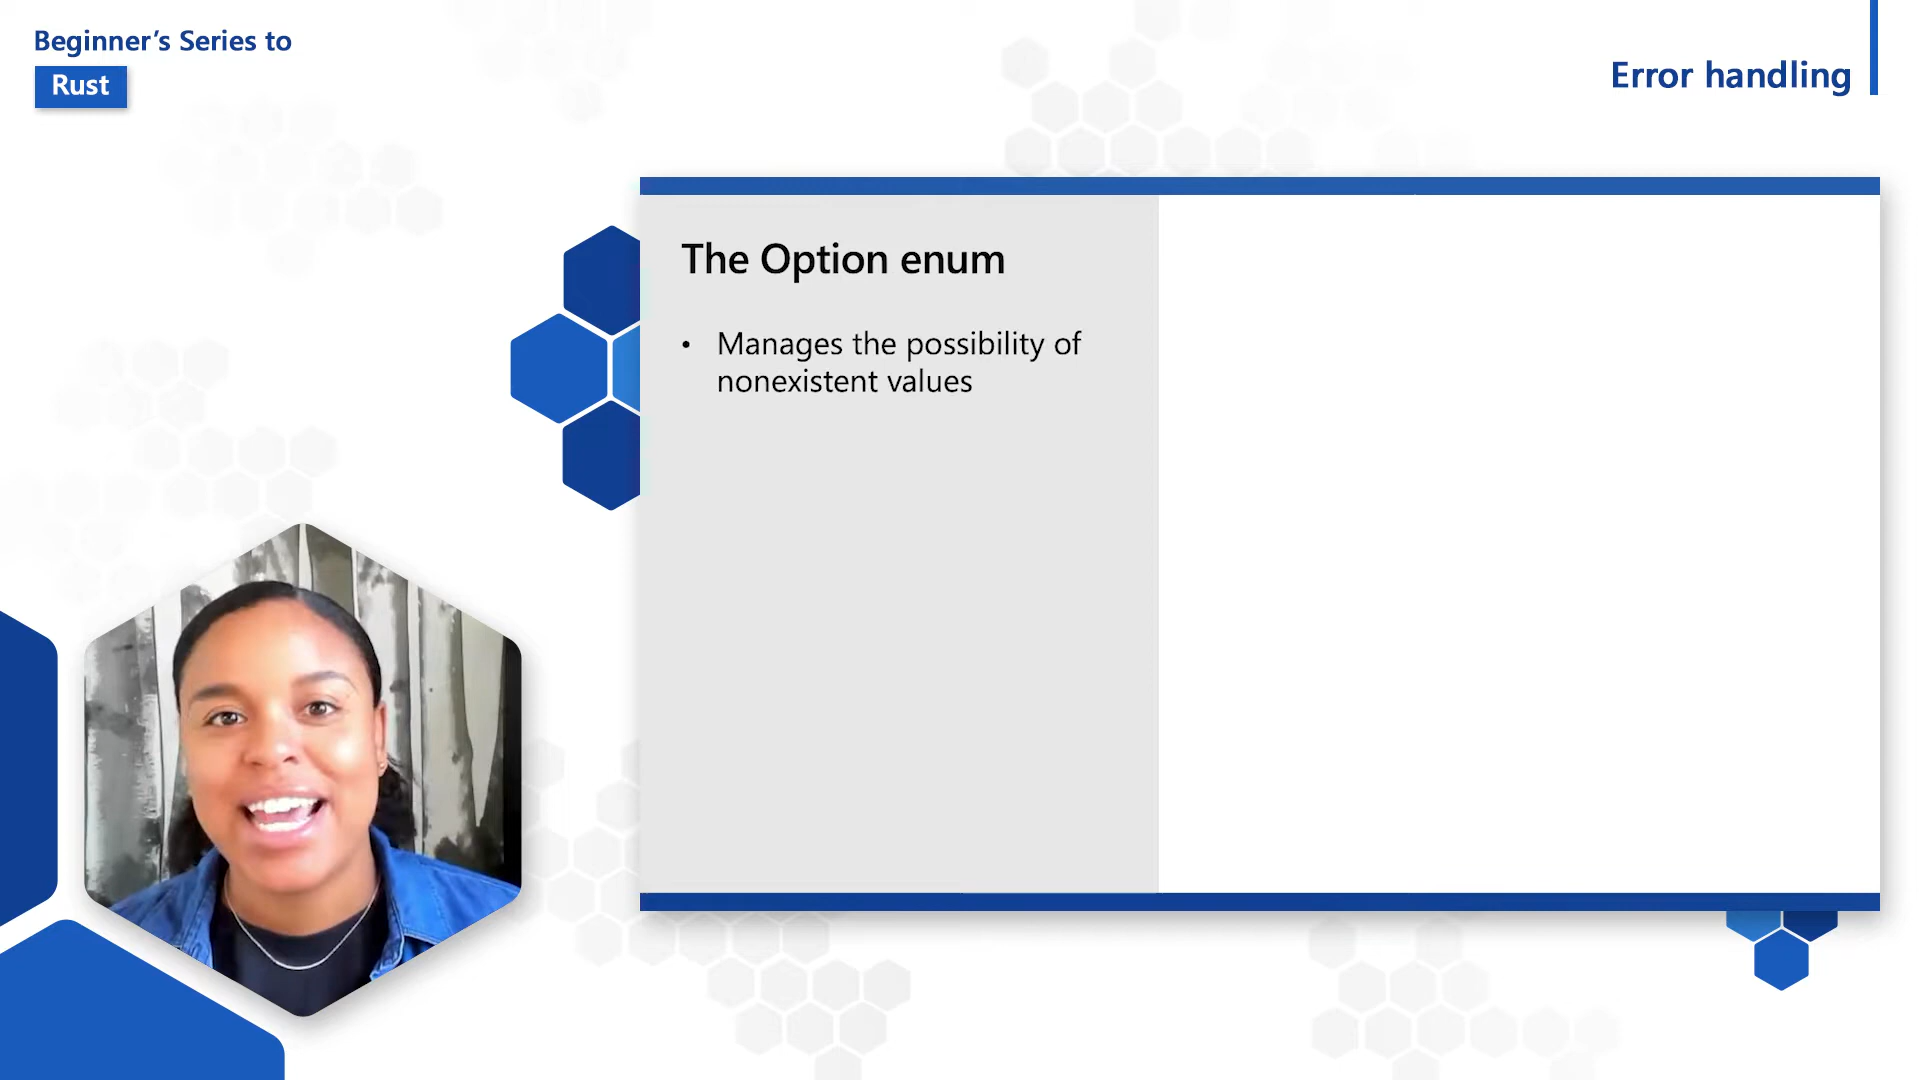 Beginner’s Series to
Rust
Error handling
The Option enum
• Manages the possibility of
nonexistent values